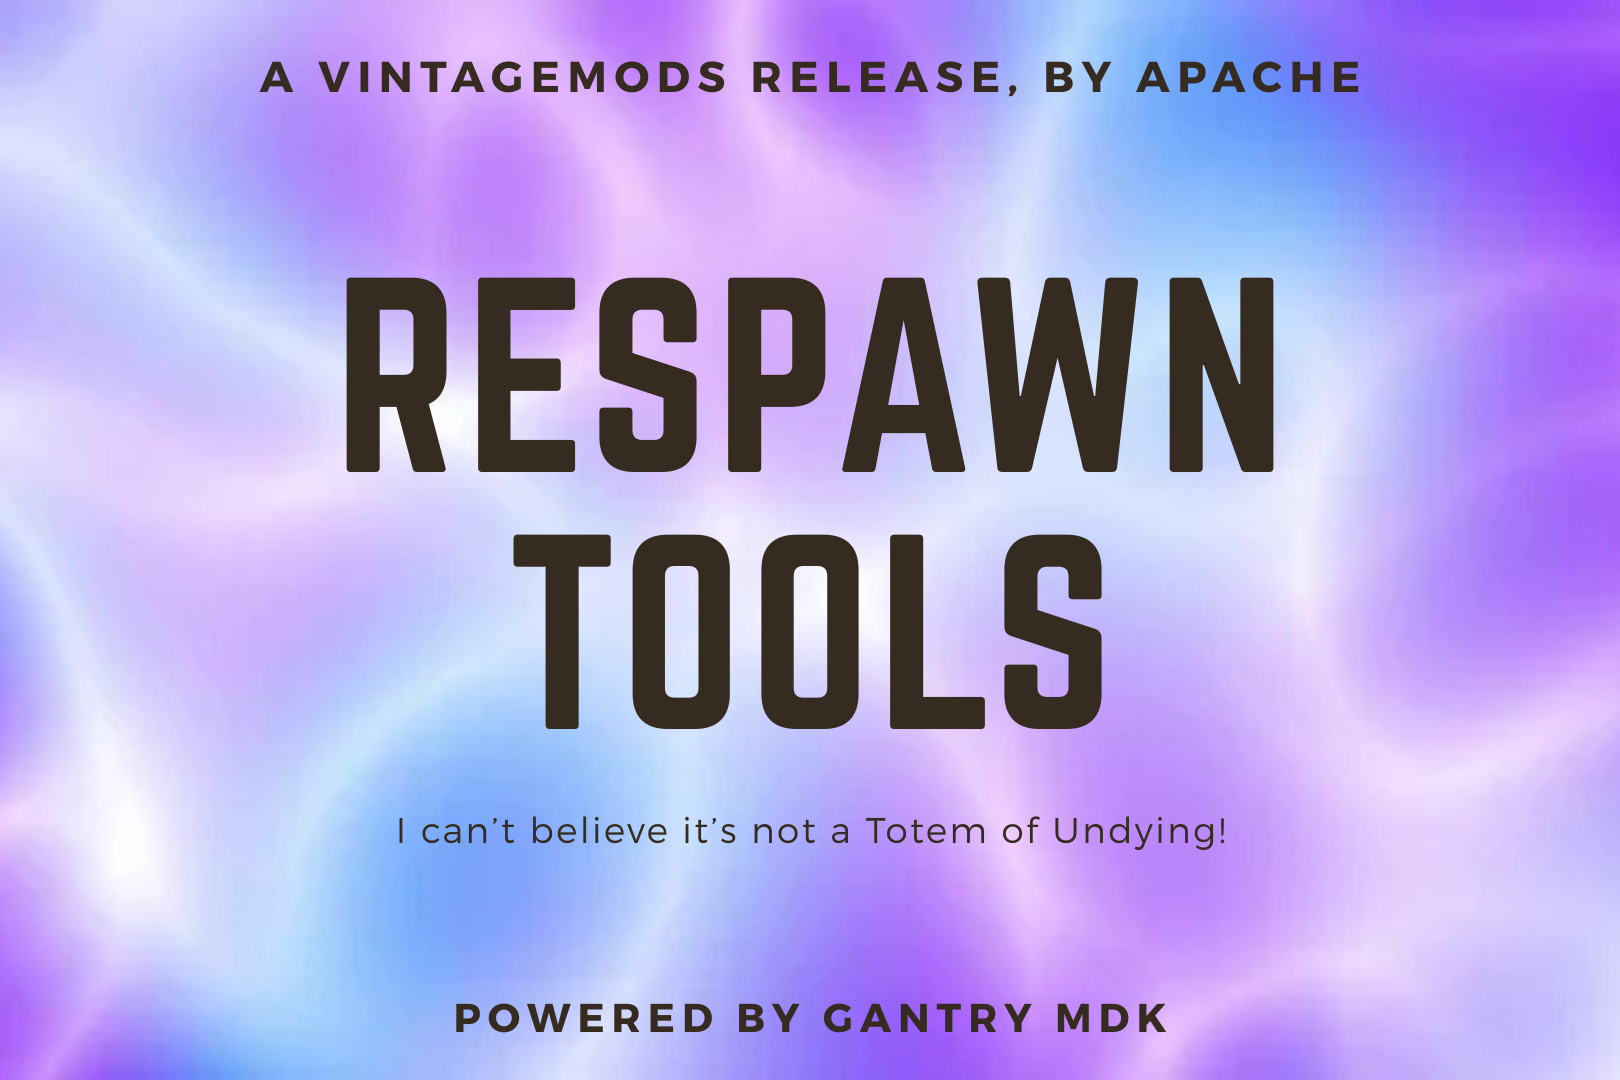 A VINTAGEMODS RELEASE, BY APACHE
RESPAWN
TOOLS
I can’t believe it’s not a Totem of Undying!
POWERED BY GANTRY MDK